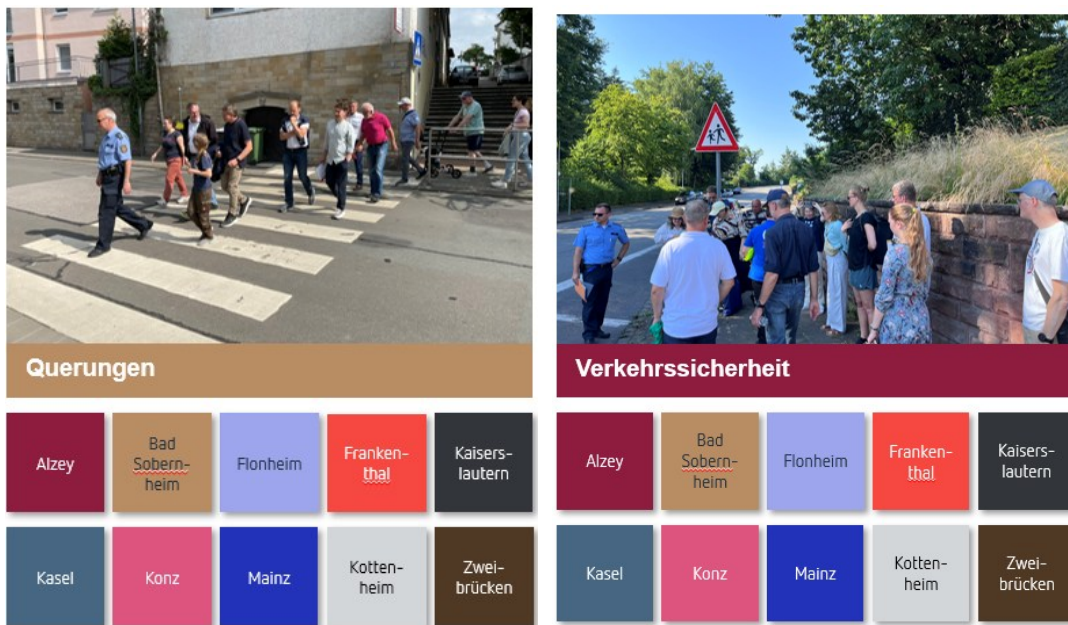 Querungen
Alzey
Bad
Sobern-
heim
Flonheim
Franken-
thal
Kaisers-
lautern
Kasel
Konz
Mainz
Kotten-
heim
Zwei-
brücken
Verkehrssicherheit
Alzey
Bad
Sobern-
heim
Flonheim
Franken-
thal
Kaisers-
lautern
Kasel
Konz
Mainz
Kotten-
heim
Zwei-
brücken